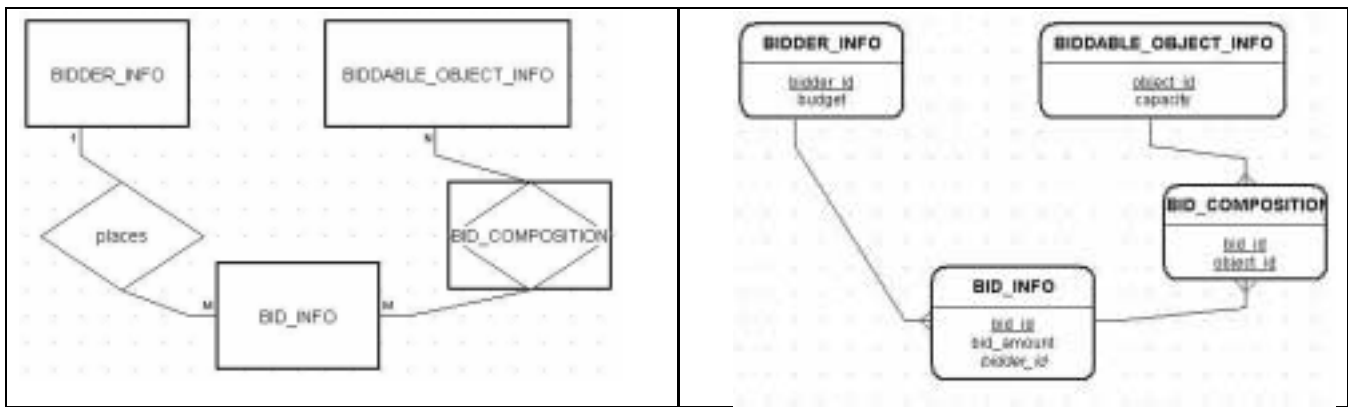 BIDDER_INFO
BIDDABLE_OBJECT_INFO
1
N
places
BID_COMPOSITION
M
BID_INFO
M
BIDDER_INFO
bidder_id
budget
BIDDABLE_OBJECT_INFO
object_id
capacity
BID_COMPOSITION
bid_id
object_id
BID_INFO
bid_id
bid_amount
bidder_id